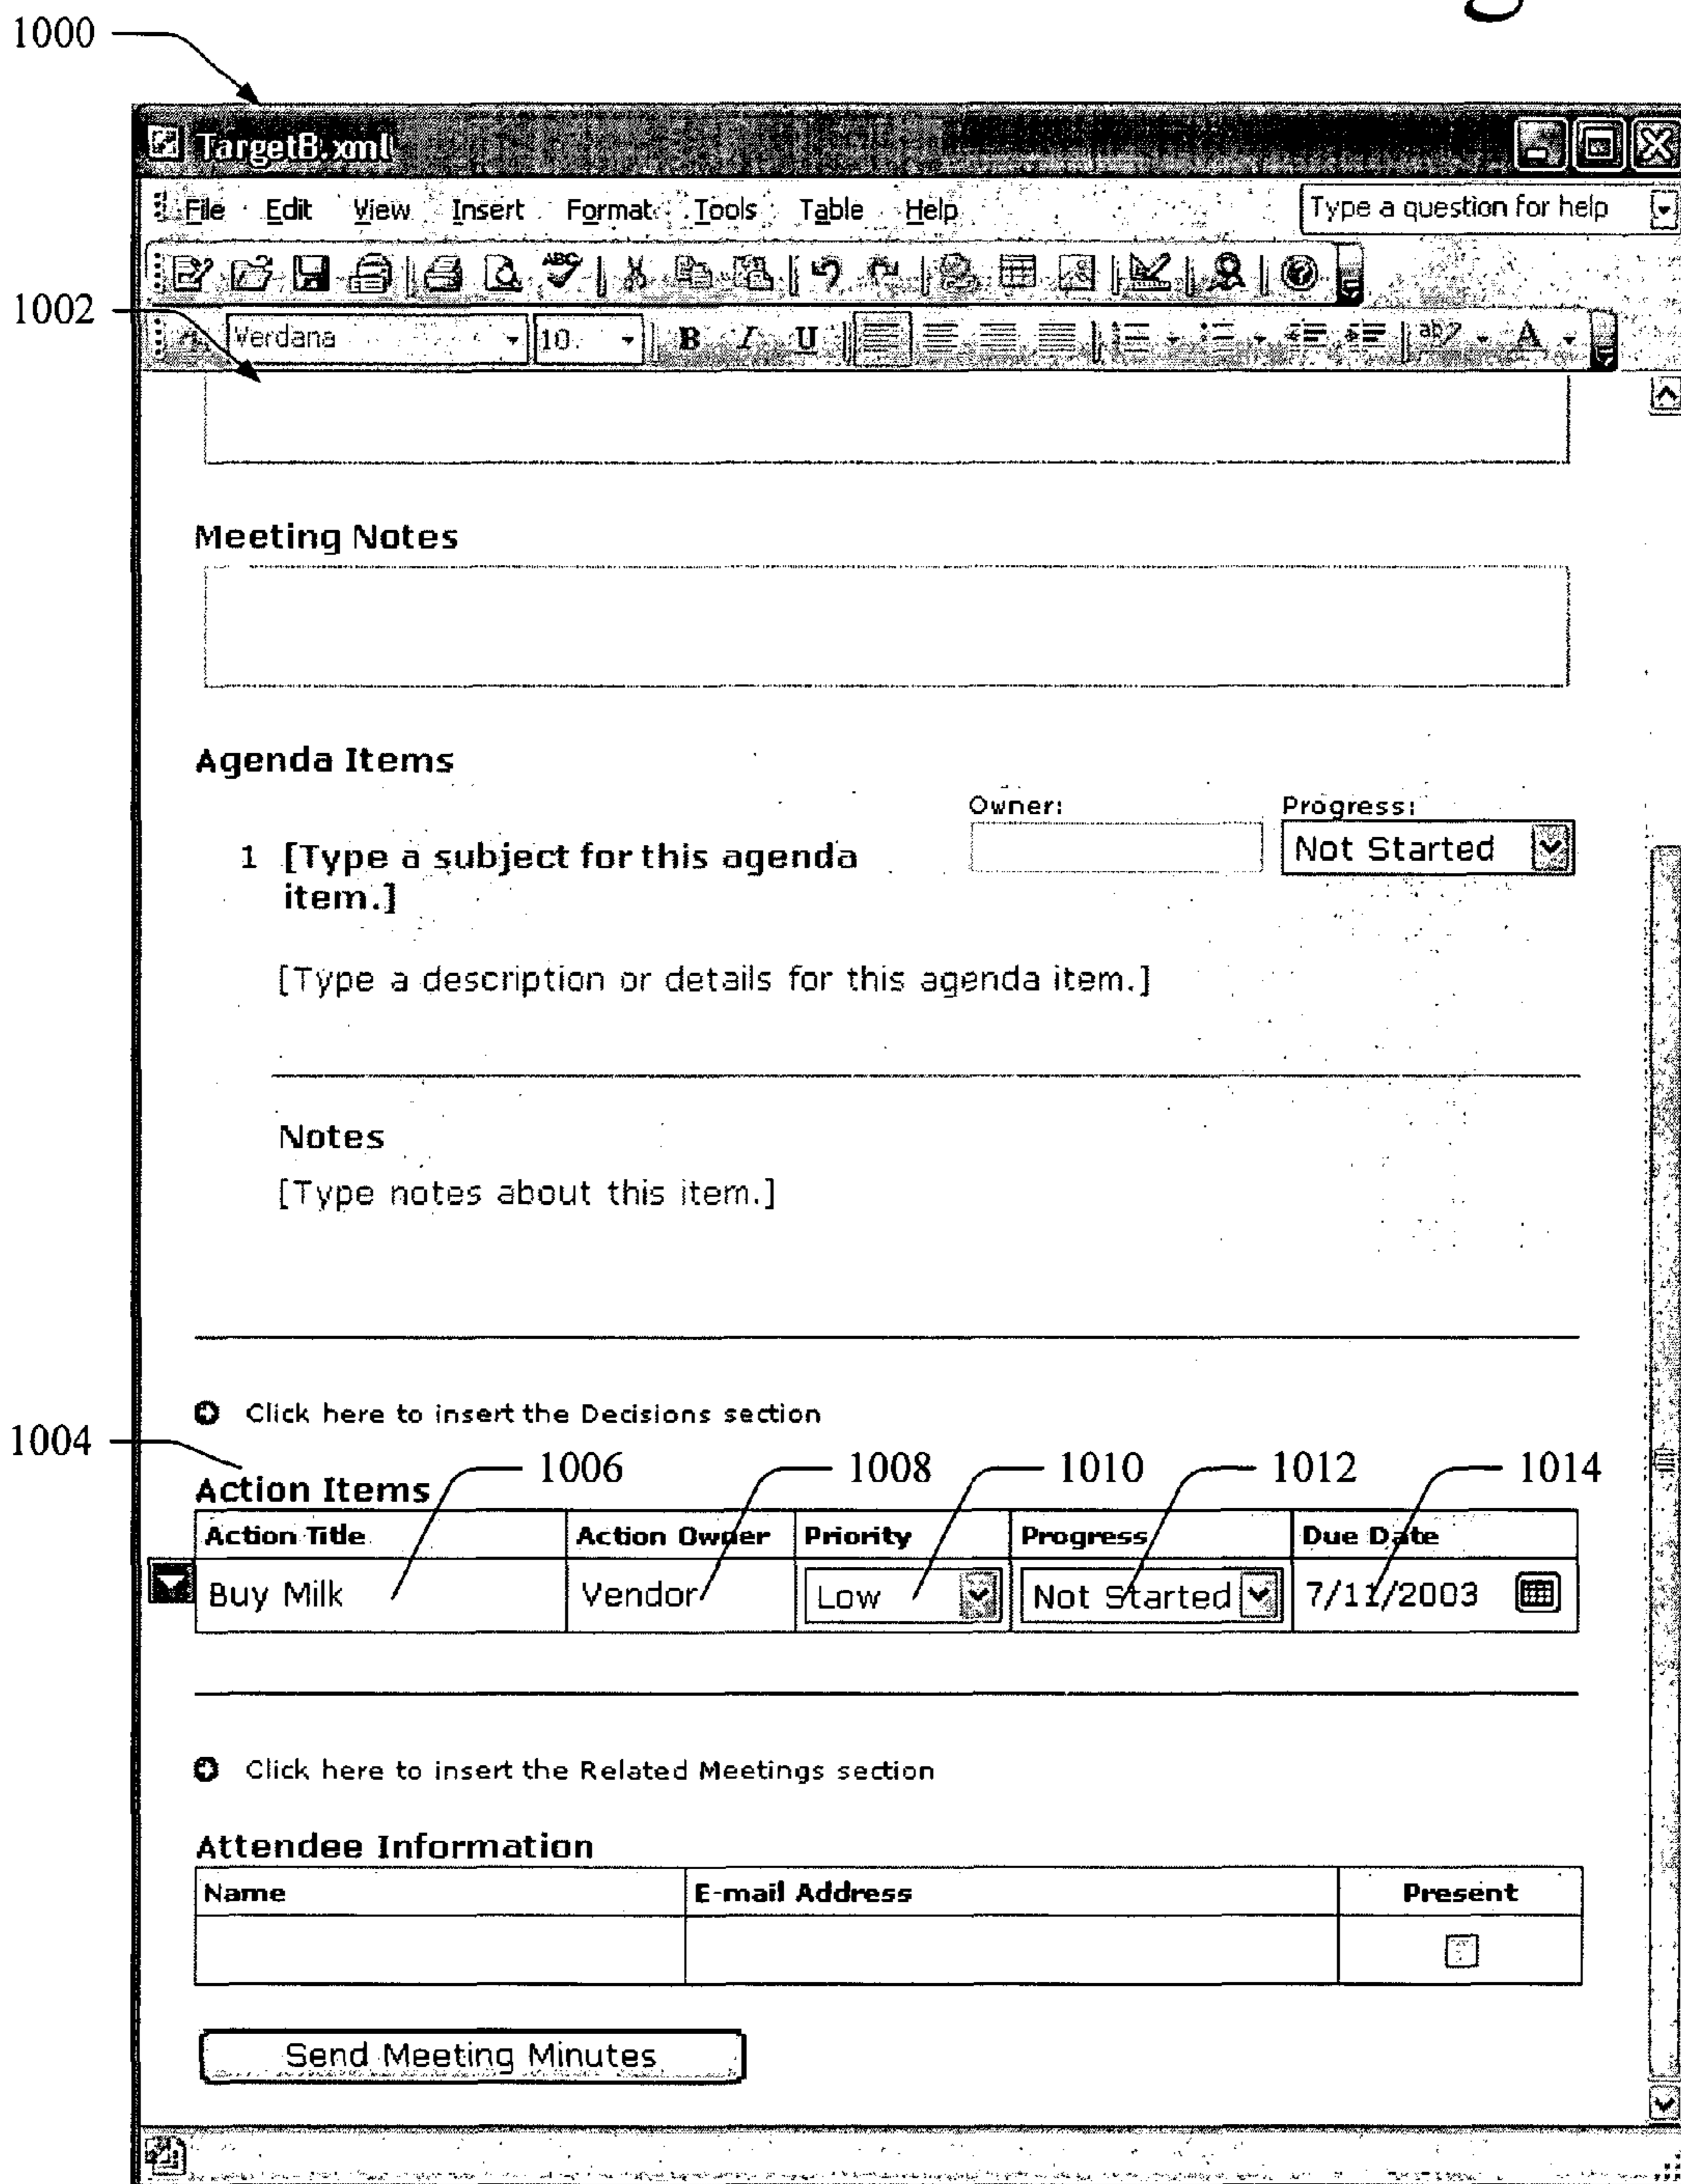 1000
TargetB.xml
File Edit View Insert Format Tools Table Help Type a question for help
1002
Verdana 10 B I U
Meeting Notes
Agenda Items
Owner: Progress:
1 [Type a subject for this agenda Not Started
item.]
[Type a description or details for this agenda item.]
Notes
[Type notes about this item.]
Click here to insert the Decisions section
1004 1006 1008 1010 1012 1014
Action Items
Action Title Action Owner Priority Progress Due Date
Buy Milk Vendor Low Not Started 7/11/2003
Click here to insert the Related Meetings section
Attendee Information
Name E-mail Address Present
Send Meeting Minutes